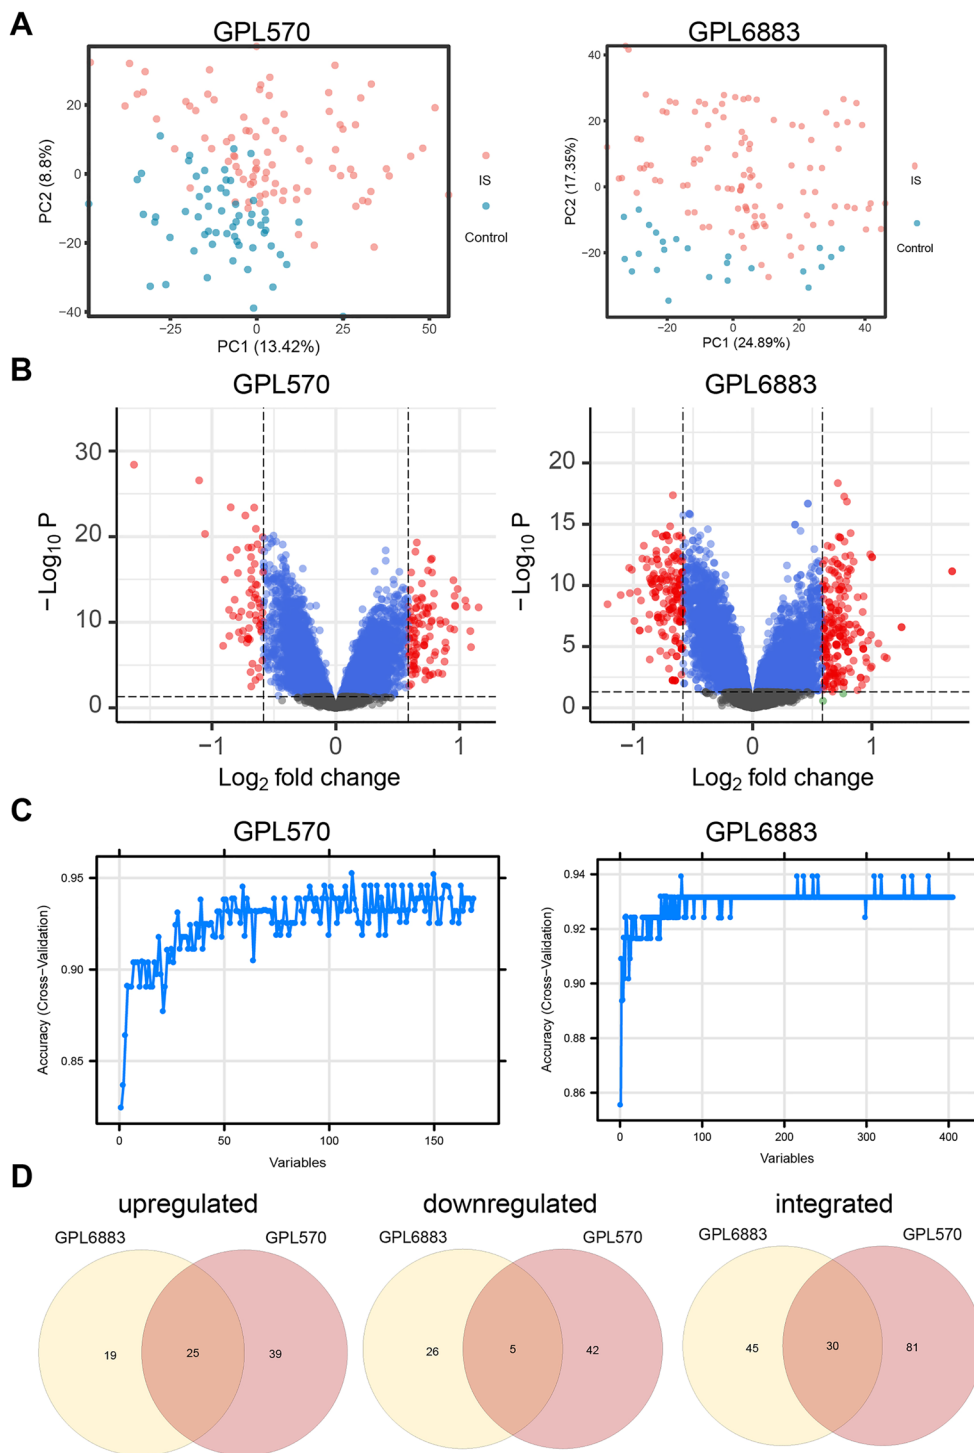 A
GPL570
GPL6883
PC2 (8.8%)
20
0
−20
−40
−25
0
25
50
PC1 (13.42%)
IS
Control
PC2 (17.35%)
40
20
0
−20
−20
0
20
40
PC1 (24.89%)
IS
Control
B
GPL570
GPL6883
−Log10 P
30
20
10
0
−1
0
1
Log2 fold change
−Log10 P
20
15
10
5
0
−1
0
1
Log2 fold change
C
GPL570
GPL6883
Accuracy (Cross-Validation)
0.95
0.90
0.85
0
50
100
150
Variables
Accuracy (Cross-Validation)
0.94
0.92
0.90
0.88
0.86
0
100
200
300
400
Variables
D
upregulated
downregulated
integrated
GPL6883
GPL570
GPL6883
GPL570
GPL6883
GPL570
19
25
39
26
5
42
45
30
81